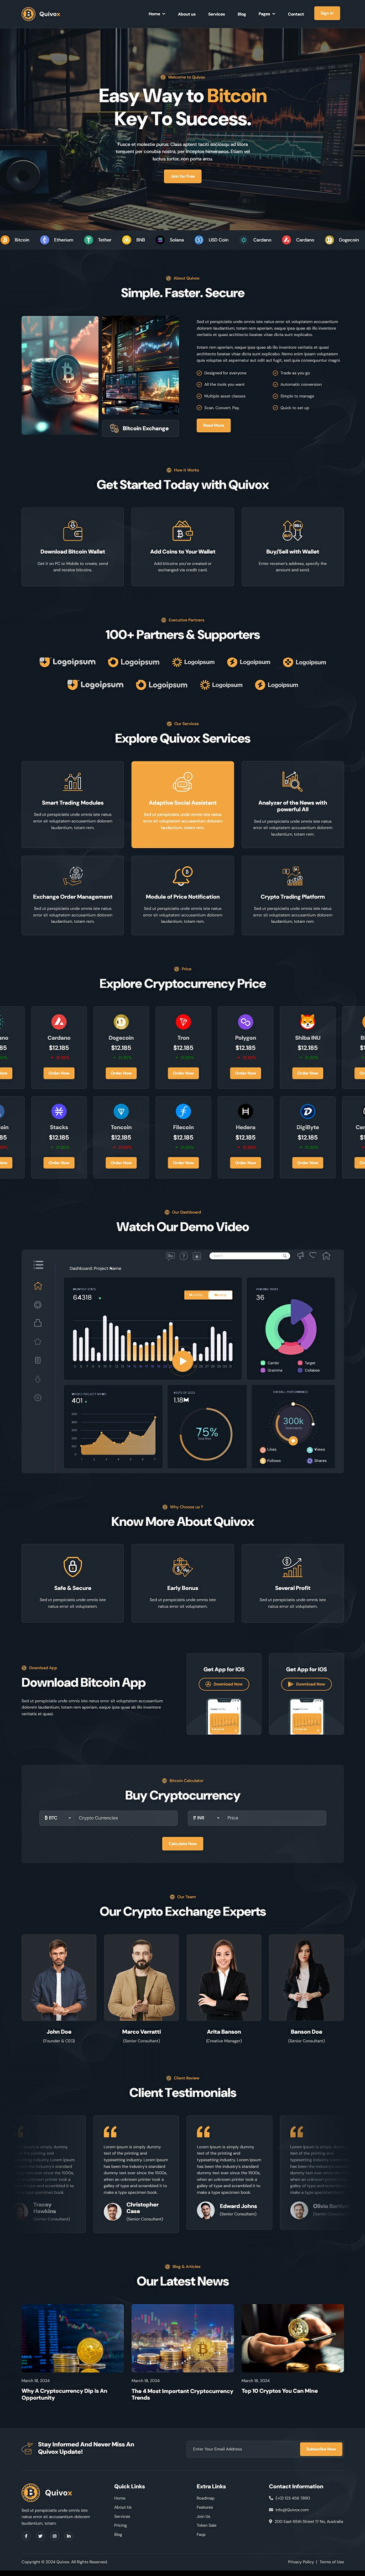 Quivox
Home
About us
Services
Blog
Pages
Contact
Sign In
Welcome to Quivox
Easy Way to Bitcoin
Key To Success.
Fusce et molestie purus. Class aptent taciti sociosqu ad litora
torquent per conubia nostra, per inceptos himenaeos. Etiam vel
luctus tortor, non porta arcu.
Join for Free
Bitcoin
Etherium
Tether
BNB
Solana
USD Coin
Cardano
Cardano
Dogecoin
About Quivox
Simple. Faster. Secure
Sed ut perspiciatis unde omnis iste natus error sit voluptatem accusantium
dolorem laudantium, totam rem aperiam, eaque ipsa quae ab illo inventore
veritatis et quasi architecto beatae vitae dicta sunt explicabo.
totam rem aperiam, eaque ipsa quae ab illo inventore veritatis et quasi
architecto beatae vitae dicta sunt explicabo. Nemo enim ipsam voluptatem
quia voluptas sit aspernatur aut odit aut fugit, sed quia consequuntur magni.
Designed for everyone
Trade as you go
All the tools you want
Automatic conversion
Multiple asset classes
Simple to manage
Scan. Convert. Pay.
Quick to set up
Bitcoin Exchange
Read More
How It Works
Get Started Today with Quivox
Download Bitcoin Wallet
Get it on PC or Mobile to create, send
and receive bitcoins.
Add Coins to Your Wallet
Add bitcoins you've created or
exchanged via credit card.
Buy/Sell with Wallet
Enter receiver's address, specify the
amount and send.
Executive Partners
100+ Partners & Supporters
Logoipsum
Logoipsum
Logoipsum
Logoipsum
Logoipsum
Logoipsum
Logoipsum
Logoipsum
Logoipsum
Our Services
Explore Quivox Services
Smart Trading Modules
Sed ut perspiciatis unde omnis iste natus
error sit voluptatem accusantium dolorem
laudantium, totam rem.
Adaptive Social Assistant
Sed ut perspiciatis unde omnis iste natus
error sit voluptatem accusantium dolorem
laudantium, totam rem.
Analyzer of the News with
powerful AI
Sed ut perspiciatis unde omnis iste natus
error sit voluptatem accusantium dolorem
laudantium, totam rem.
Exchange Order Management
Sed ut perspiciatis unde omnis iste natus
error sit voluptatem accusantium dolorem
laudantium, totam rem.
Module of Price Notification
Sed ut perspiciatis unde omnis iste natus
error sit voluptatem accusantium dolorem
laudantium, totam rem.
Crypto Trading Platform
Sed ut perspiciatis unde omnis iste natus
error sit voluptatem accusantium dolorem
laudantium, totam rem.
Price
Explore Cryptocurrency Price
Cardano
$12,185
Order Now
Dogecoin
$12,185
Order Now
Tron
$12,185
Order Now
Polygon
$12,185
Order Now
Shiba INU
$12,185
Order Now
Stacks
$12,185
Order Now
Toncoin
$12,185
Order Now
Filecoin
$12,185
Order Now
Hedera
$12,185
Order Now
DigiByte
$12,185
Order Now
Our Dashboard
Watch Our Demo Video
Dashboard: Project Name
64318
36
Center
Target
Gramma
Collabee
401
1.18M
75%
300k
Likes
Views
Follows
Shares
Why Choose us ?
Know More About Quivox
Safe & Secure
Sed ut perspiciatis unde omnis iste
natus error sit voluptatem.
Early Bonus
Sed ut perspiciatis unde omnis iste
natus error sit voluptatem.
Several Profit
Sed ut perspiciatis unde omnis iste
natus error sit voluptatem.
Download App
Download Bitcoin App
Sed ut perspiciatis unde omnis iste natus error sit voluptatem accusantium
doloremque laudantium, totam rem aperiam, eaque ipsa quae ab illo inventore
veritatis et quasi.
Get App for IOS
Download Now
Get App for IOS
Download Now
Bitcoin Calculator
Buy Cryptocurrency
BTC
Crypto Currencies
₹ INR
Price
Calculate Now
Our Team
Our Crypto Exchange Experts
John Doe
(Founder & CEO)
Marco Verratti
(Senior Consultant)
Arita Banson
(Creative Manager)
Banson Doe
(Senior Consultant)
Client Review
Client Testimonials
Lorem Ipsum is simply dummy
text of the printing and
typesetting industry. Lorem Ipsum
has been the industry's standard
dummy text ever since the 1500s,
when an unknown printer took a
galley of type and scrambled it to
make a type specimen book.
Tracey
Hawkins
(Senior Consultant)
Christopher
Case
(Senior Consultant)
Edward Johns
(Senior Consultant)
Blog & Articles
Our Latest News
March 18, 2024
Why A Cryptocurrency Dip Is An
Opportunity
March 18, 2024
The 4 Most Important Cryptocurrency
Trends
March 18, 2024
Top 10 Cryptos You Can Mine
Stay Informed And Never Miss An
Quivox Update!
Enter Your Email Address
Subscribe Now
Quivox
Sed ut perspiciatis unde omnis iste
natus error sit voluptatem
accusantium dolorem laudantium,
totam rem.
Quick Links
Home
About Us
Services
Pricing
Blog
Extra Links
Roadmap
Features
Join Us
Token Sale
Faqs
Contact Information
(+0) 123 456 7890
info@Quivox.com
200 East 65th Street 17 No, Australia
Copyright © 2024 Quivox. All Rights Reserved.
Privacy Policy | Terms of Use